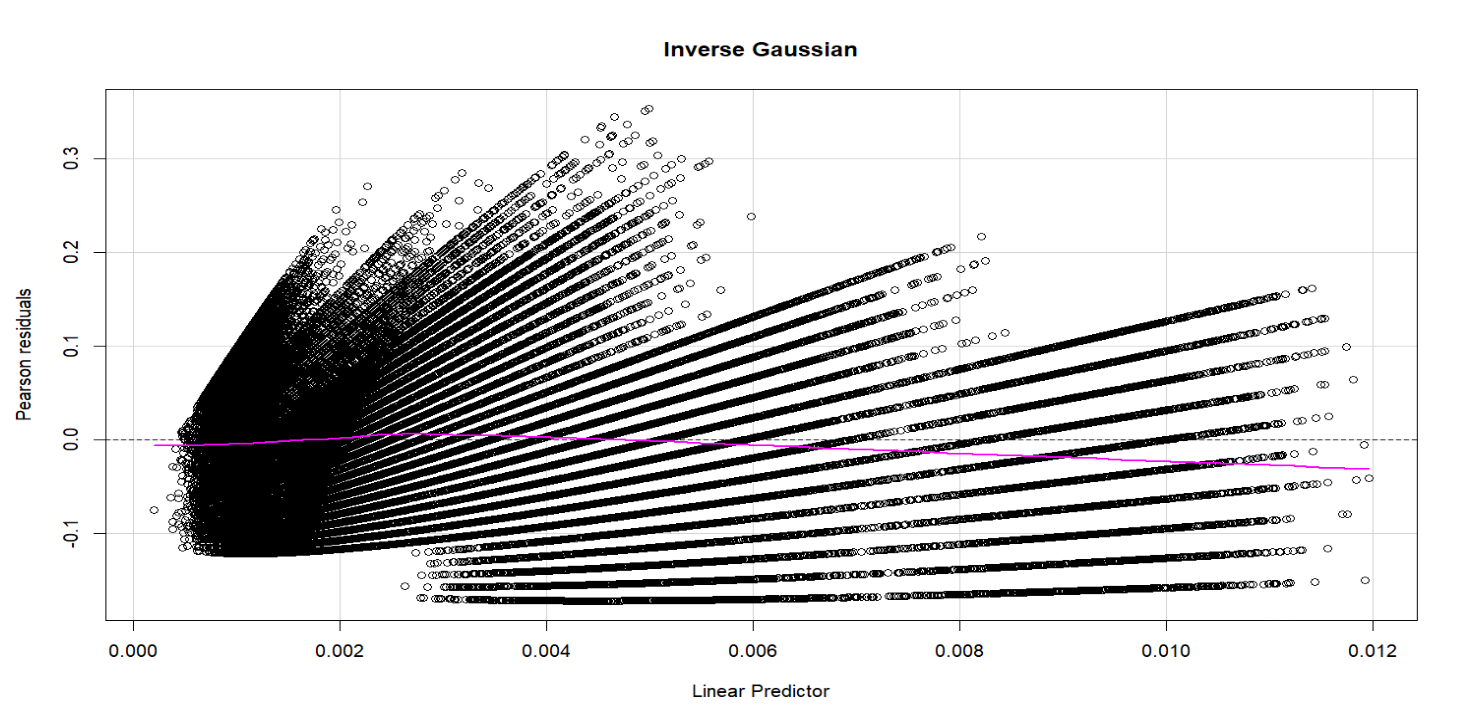 Inverse Gaussian
Pearson residuals
0.3
0.2
0.1
0.0
-0.1
0.000 0.002 0.004 0.006 0.008 0.010 0.012
Linear Predictor